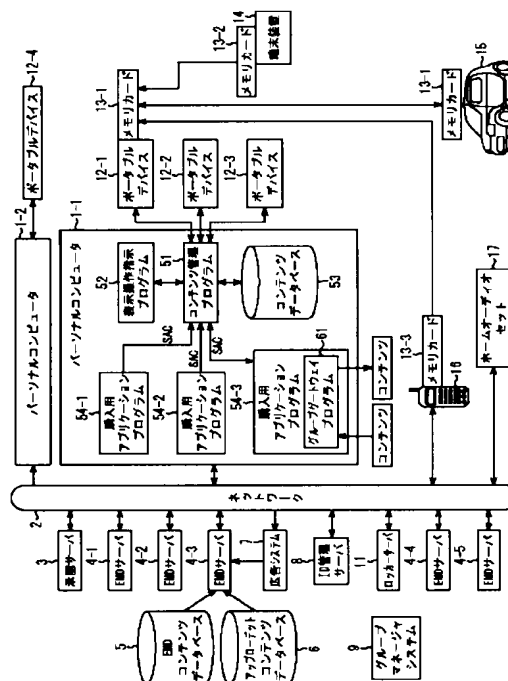 12-4
ポータブルデバイス
1-2
パーソナルコンピュータ
13-2
14
メモリカード
端末装置
13-1
メモリカード
13-1
メモリカード
15
12-1
ポータブル
デバイス
12-2
ポータブル
デバイス
12-3
ポータブル
デバイス
1-1
パーソナルコンピュータ
52
表示操作指示
プログラム
51
コンテンツ管理
プログラム
コンテンツ
データベース
53
SAC
SAC
SAC
54-1
購入用
アプリケーション
プログラム
54-2
購入用
アプリケーション
プログラム
54-3
購入用
アプリケーション
プログラム
61
グループゲートウェイ
プログラム
コンテンツ
コンテンツ
13-3
メモリカード
16
17
ホームオーディオ
セット
2
ネットワーク
3
課金サーバ
4-1
EMDサーバ
4-2
EMDサーバ
4-3
EMDサーバ
7
広告システム
8
ID管理
サーバ
11
ロッカーサーバ
4-4
EMDサーバ
4-5
EMDサーバ
5
EMD
コンテンツ
データベース
アップローデット
コンテンツ
データベース
6
9
グループ
マネージャ
システム